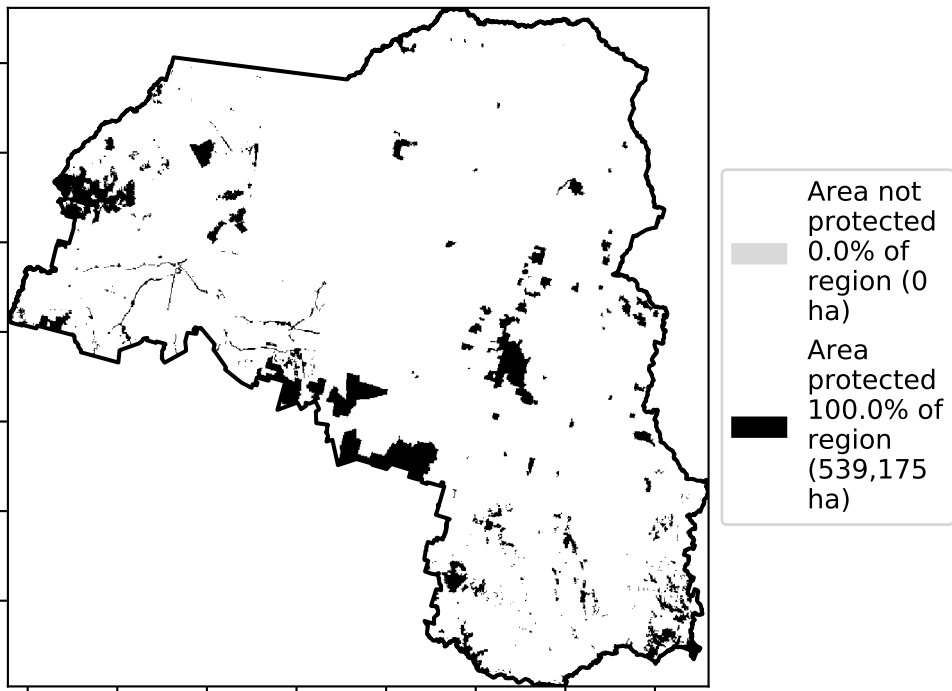 Area not
protected
0.0% of
region (0
ha)
Area
protected
100.0% of
region
(539,175
ha)